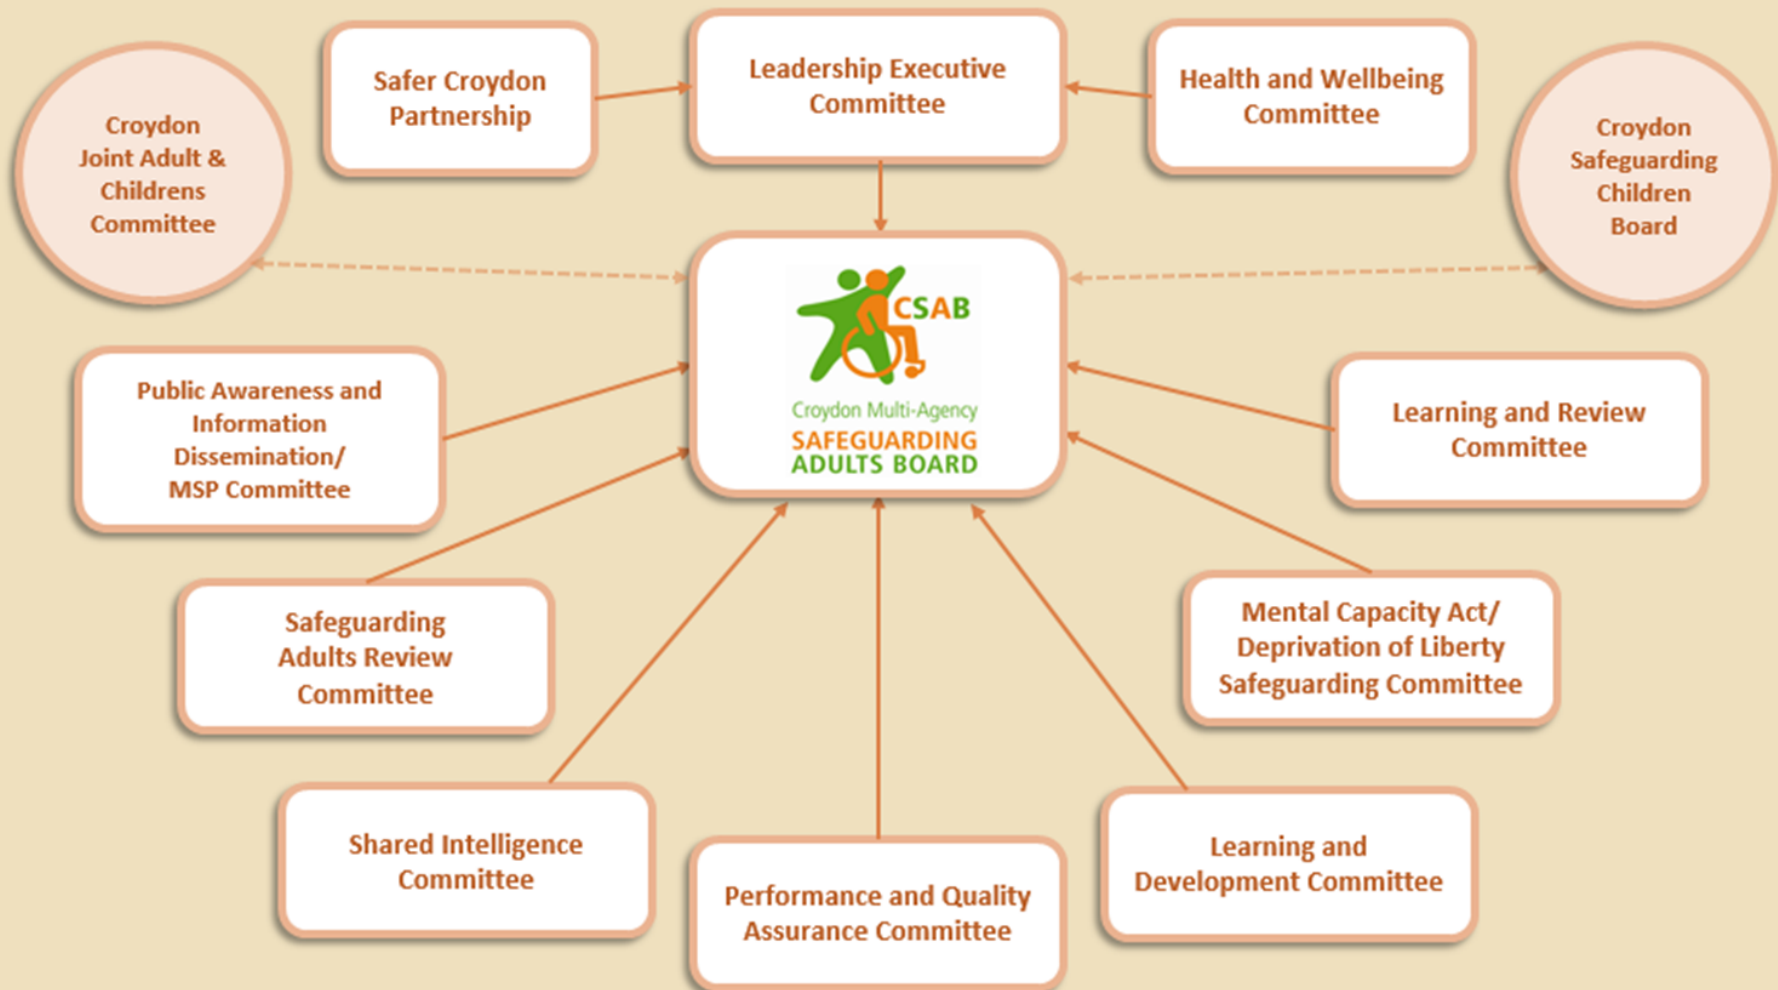 Croydon
Joint Adult &
Childrens
Committee
Safer Croydon
Partnership
Leadership Executive
Committee
Health and Wellbeing
Committee
Croydon
Safeguarding
Children
Board
CSAB
Croydon Multi-Agency
SAFEGUARDING
ADULTS BOARD
Public Awareness and
Information
Dissemination/
MSP Committee
Learning and Review
Committee
Safeguarding
Adults Review
Committee
Mental Capacity Act/
Deprivation of Liberty
Safeguarding Committee
Shared Intelligence
Committee
Performance and Quality
Assurance Committee
Learning and
Development Committee